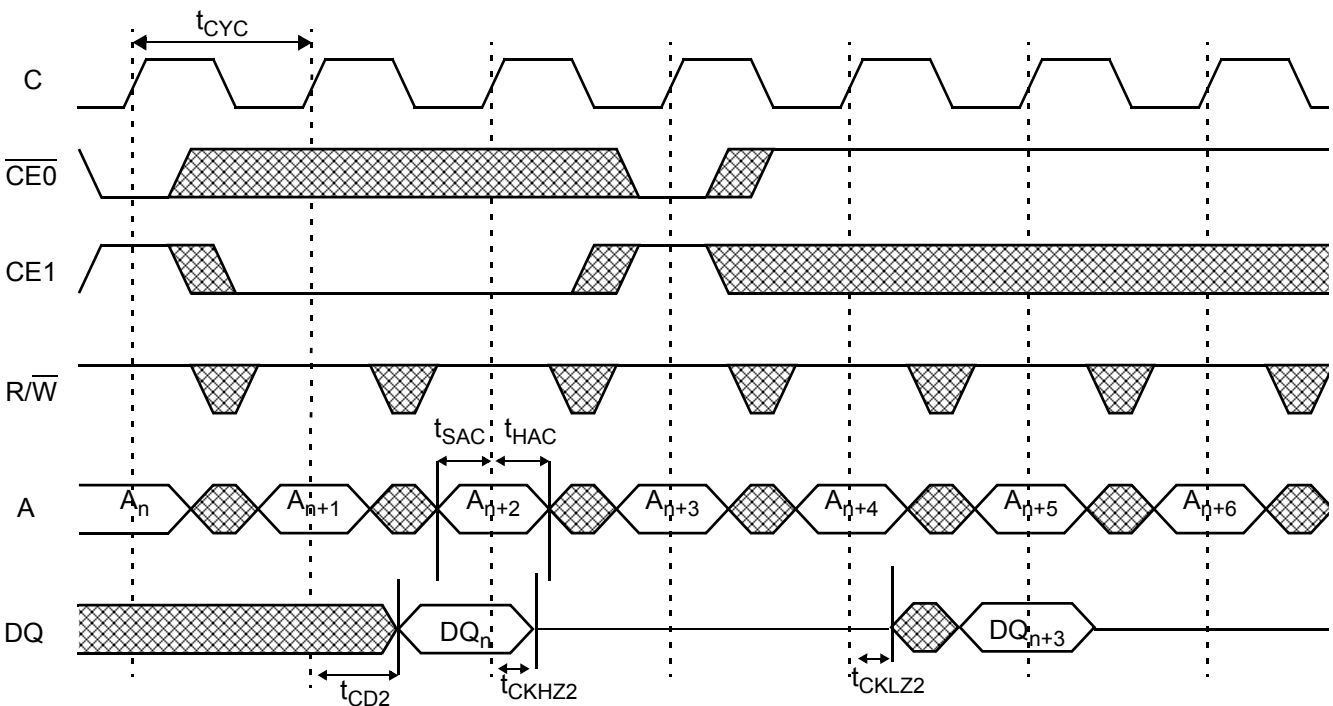 tCYC
C
CE0
CE1
R/W
tSAC tHAC
A An An+1 An+2 An+3 An+4 An+5 An+6
DQ DQn DQn+3
tCD2 tCKHZ2 tCKLZ2